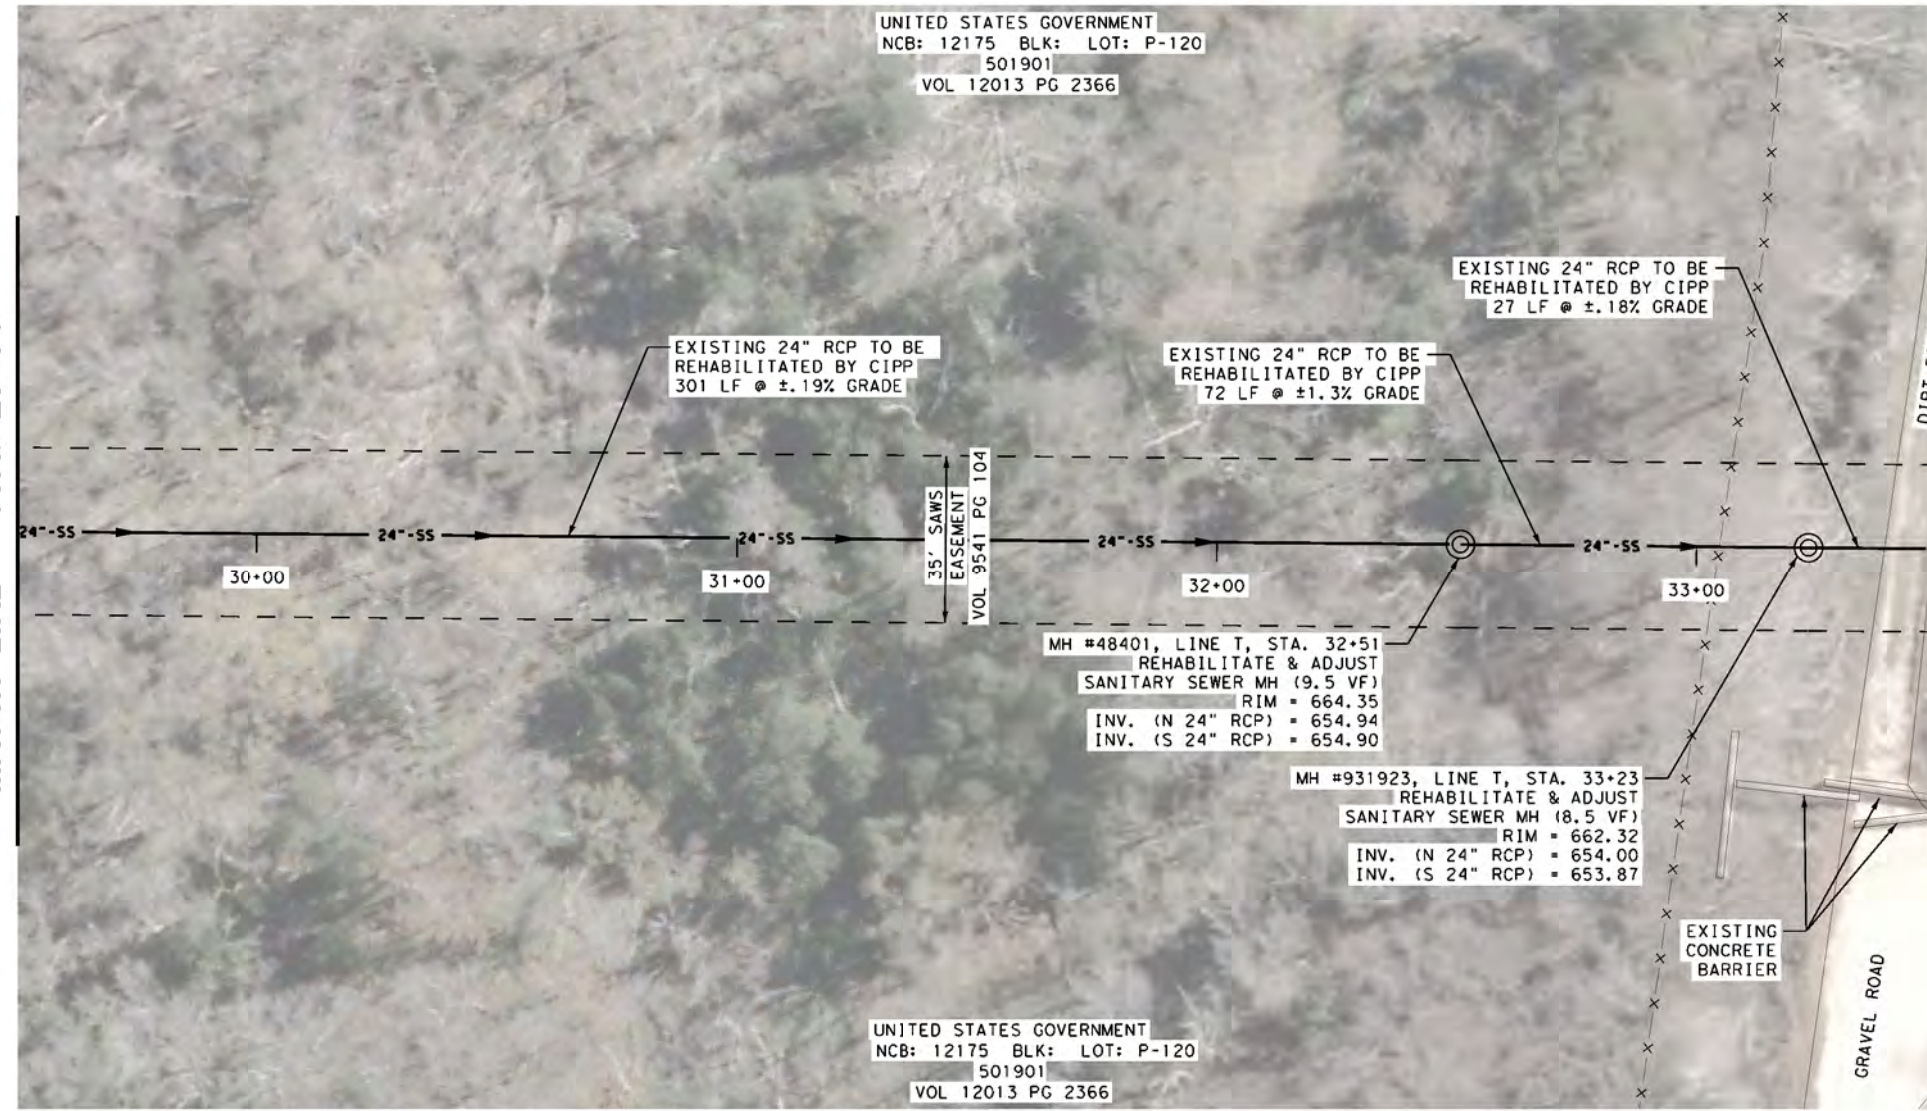 UNITED STATES GOVERNMENT
NCB: 12175 BLK: LOT: P-120
501901
VOL 12013 PG 2366
EXISTING 24" RCP TO BE
REHABILITATED BY CIPP
27 LF @ ±.18% GRADE
EXISTING 24" RCP TO BE
REHABILITATED BY CIPP
301 LF @ ±.19% GRADE
EXISTING 24" RCP TO BE
REHABILITATED BY CIPP
72 LF @ ±1.3% GRADE
35' SAWS
EASEMENT
VOL 9541 PG 104
24"-SS
24"-SS
24"-SS
24"-SS
24"-SS
30+00
31+00
32+00
33+00
MH #48401, LINE T, STA. 32+51
REHABILITATE & ADJUST
SANITARY SEWER MH (9.5 VF)
RIM = 664.35
INV. (N 24" RCP) = 654.94
INV. (S 24" RCP) = 654.90
MH #931923, LINE T, STA. 33+23
REHABILITATE & ADJUST
SANITARY SEWER MH (8.5 VF)
RIM = 662.32
INV. (N 24" RCP) = 654.00
INV. (S 24" RCP) = 653.87
EXISTING
CONCRETE
BARRIER
GRAVEL ROAD
UNITED STATES GOVERNMENT
NCB: 12175 BLK: LOT: P-120
501901
VOL 12013 PG 2366